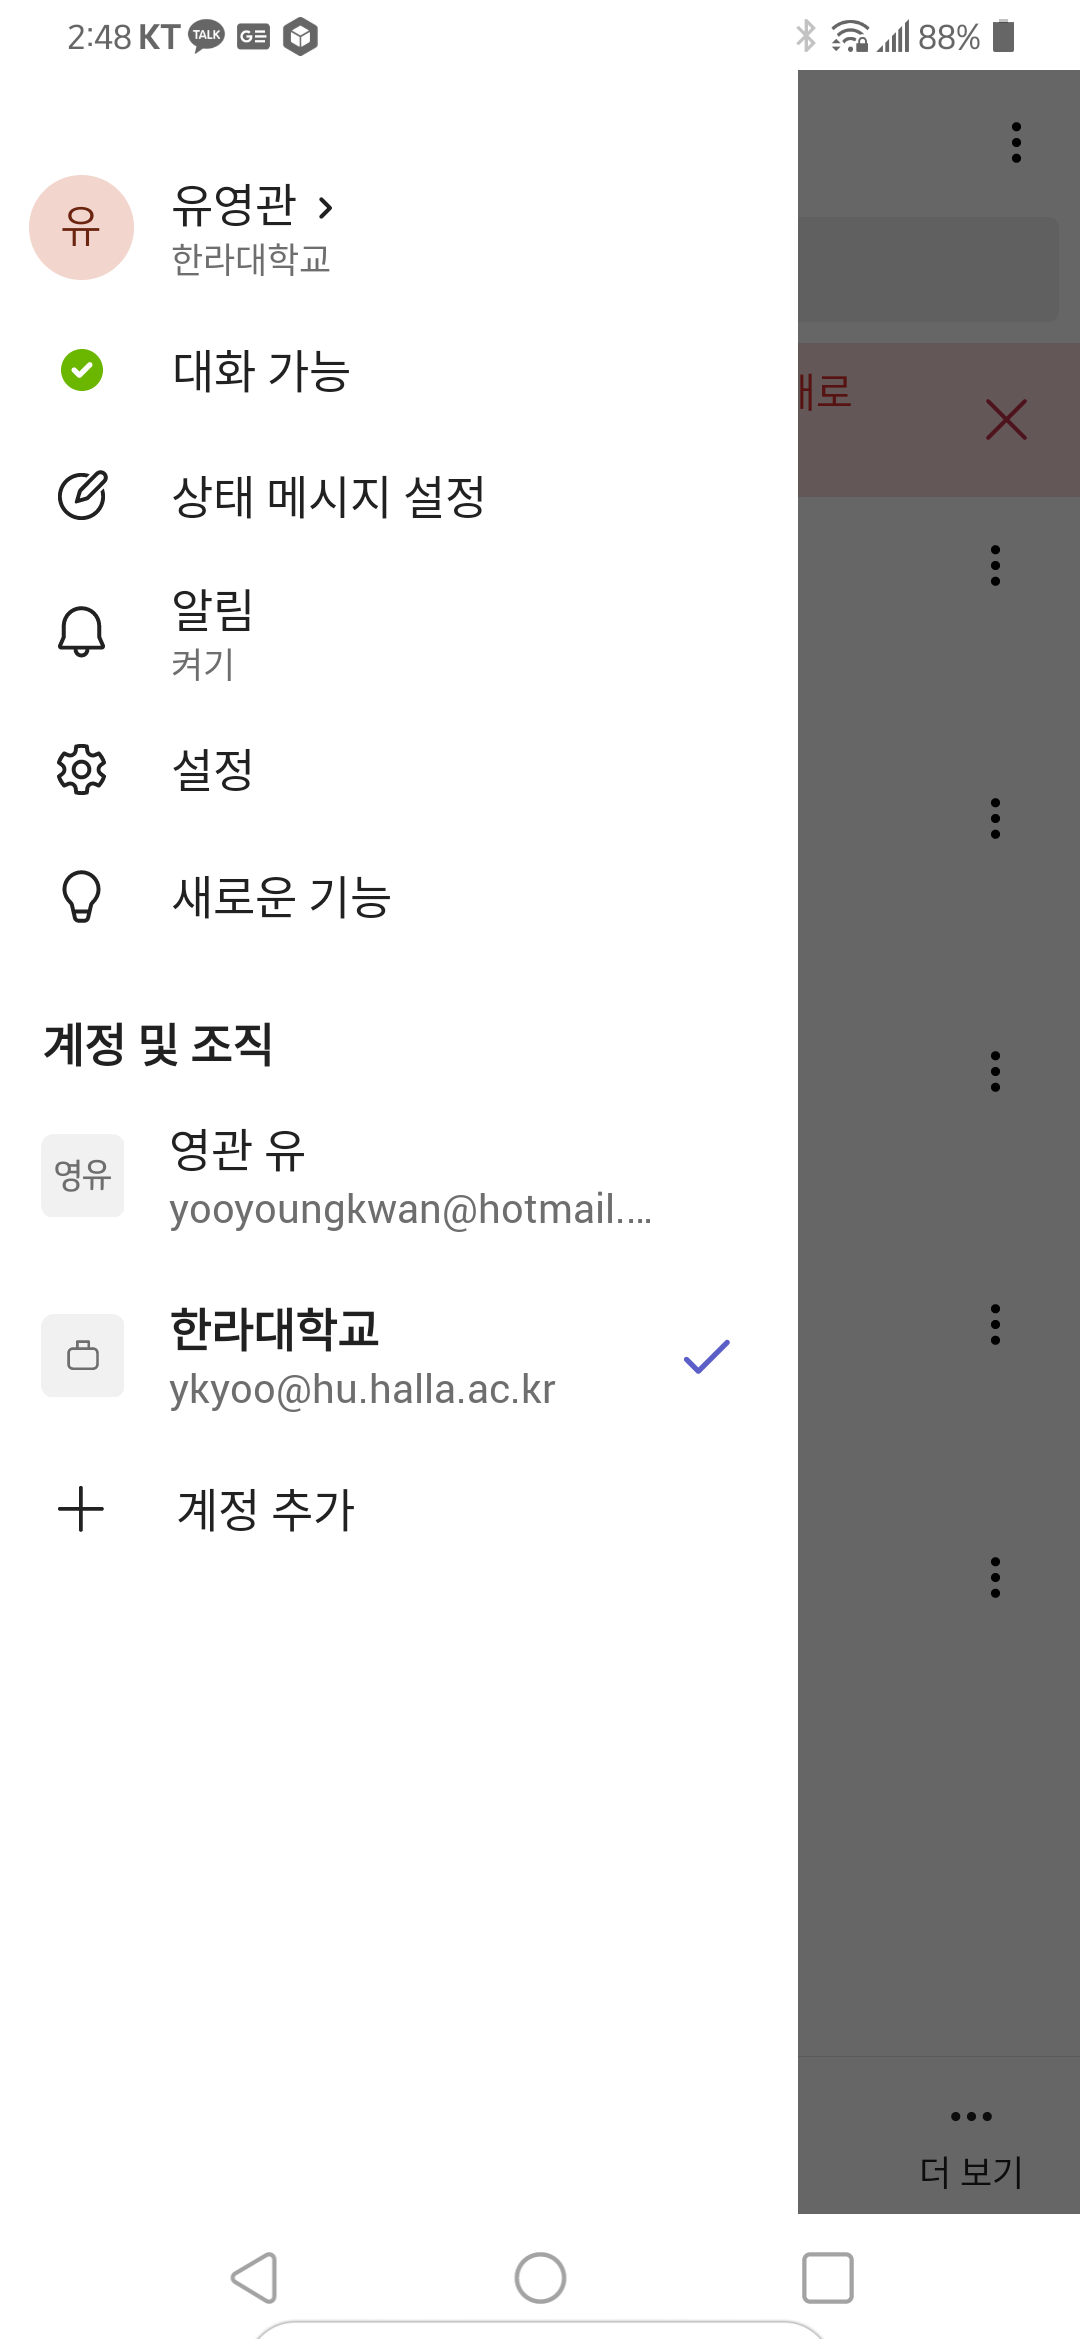 2:48 KT TALK GE 88%
유 유영관
한라대학교
대화 가능
상태 메시지 설정
알림
켜기
설정
새로운 기능
계정 및 조직
영유 영관 유
yooyoungkwan@hotmail....
한라대학교
ykyoo@hu.halla.ac.kr
계정 추가
새로
더 보기